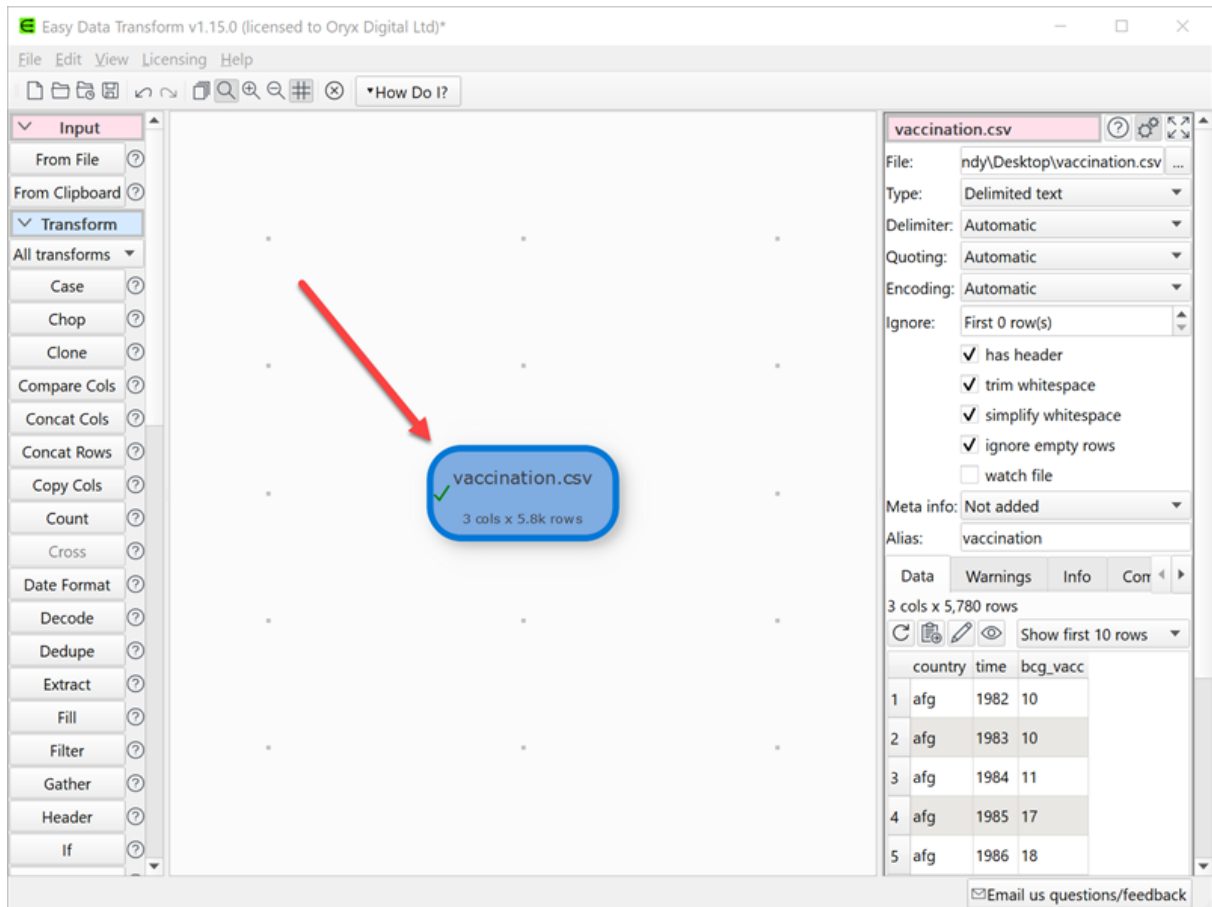 Easy Data Transform v1.15.0 (licensed to Oryx Digital Ltd)*
File Edit View Licensing Help
How Do I?
Input
From File
From Clipboard
Transform
All transforms
Case
Chop
Clone
Compare Cols
Concat Cols
Concat Rows
Copy Cols
Count
Cross
Date Format
Decode
Dedupe
Extract
Fill
Filter
Gather
Header
If
vaccination.csv
3 cols x 5.8k rows
vaccination.csv
File: ndy\Desktop\vaccination.csv ...
Type: Delimited text
Delimiter: Automatic
Quoting: Automatic
Encoding: Automatic
Ignore: First 0 row(s)
has header
trim whitespace
simplify whitespace
ignore empty rows
watch file
Meta info: Not added
Alias: vaccination
Data Warnings Info Com
3 cols x 5,780 rows
Show first 10 rows
country time bcg_vacc
1 afg 1982 10
2 afg 1983 10
3 afg 1984 11
4 afg 1985 17
5 afg 1986 18
Email us questions/feedback